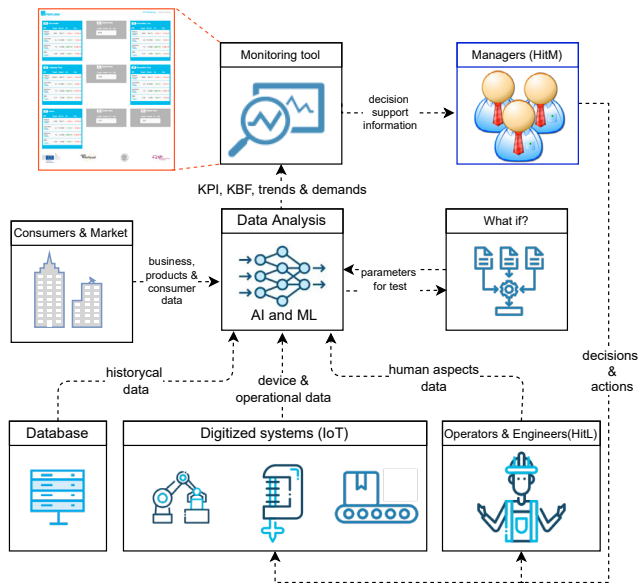 Monitoring tool
Managers (HitM)
decision
support
information
KPI, KBF, trends & demands
Consumers & Market
Data Analysis
What if?
business,
products &
consumer
data
parameters
for test
AI and ML
historycal
data
device &
operational data
human aspects
data
decisions
&
actions
Database
Digitized systems (IoT)
Operators & Engineers(HitL)